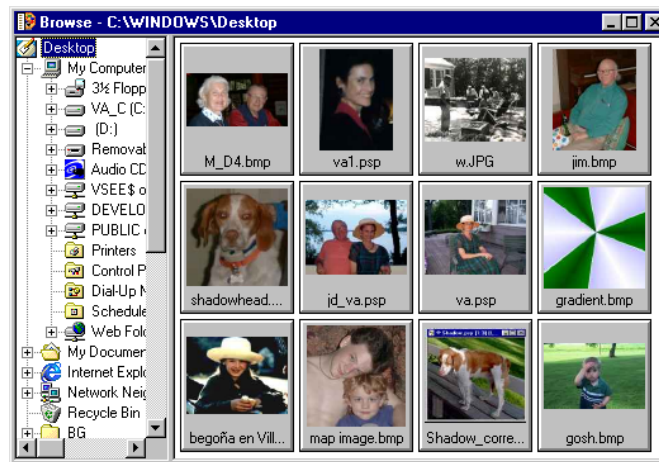 Browse - C:\WINDOWS\Desktop
Desktop
My Computer
3½ Flopp
VA_C (C:
(D:)
Removab
Audio CD
VSEE$ o
DEVELO
PUBLIC
Printers
Control P
Dial-Up N
Schedule
Web Fold
My Documer
Internet Explo
Network Neig
Recycle Bin
BG
M_D4.bmp
va1.psp
w.JPG
jim.bmp
shadowhead....
jd_va.psp
va.psp
gradient.bmp
begoña en Vill...
map image.bmp
Shadow_corre...
gosh.bmp